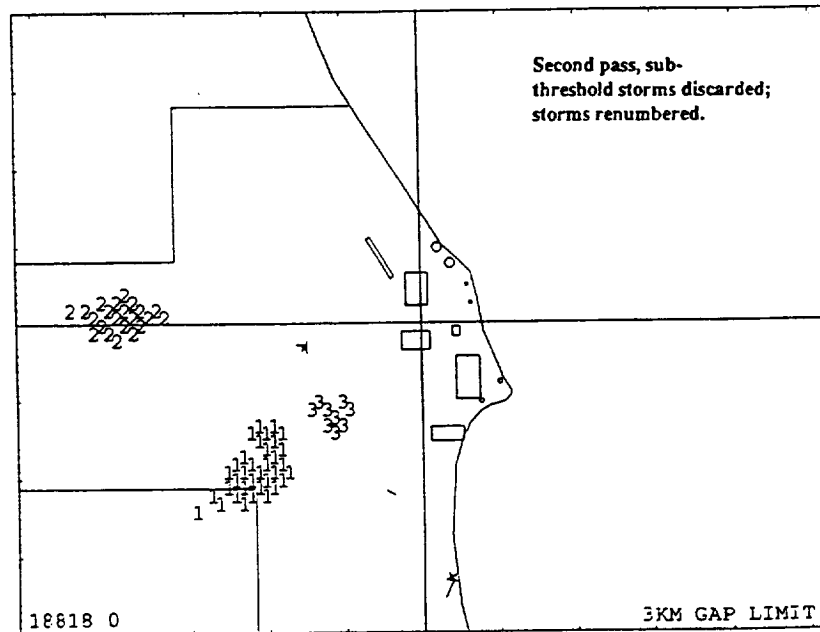 Second pass, sub-
threshold storms discarded;
storms renumbered.
18818 0
3KM GAP LIMIT